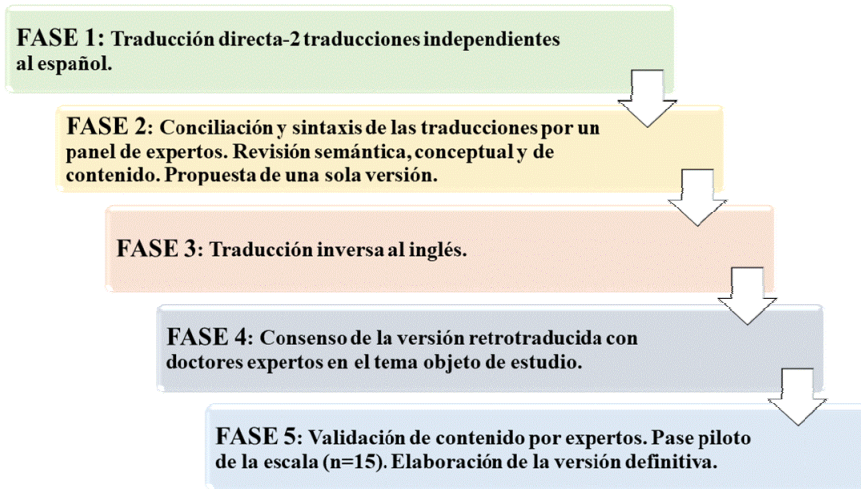 FASE 1: Traducción directa-2 traducciones independientes
al español.
FASE 2: Conciliación y sintaxis de las traducciones por un
panel de expertos. Revisión semántica, conceptual y de
contenido. Propuesta de una sola versión.
FASE 3: Traducción inversa al inglés.
FASE 4: Consenso de la versión retrotraducida con
doctores expertos en el tema objeto de estudio.
FASE 5: Validación de contenido por expertos. Pase piloto
de la escala (n=15). Elaboración de la versión definitiva.